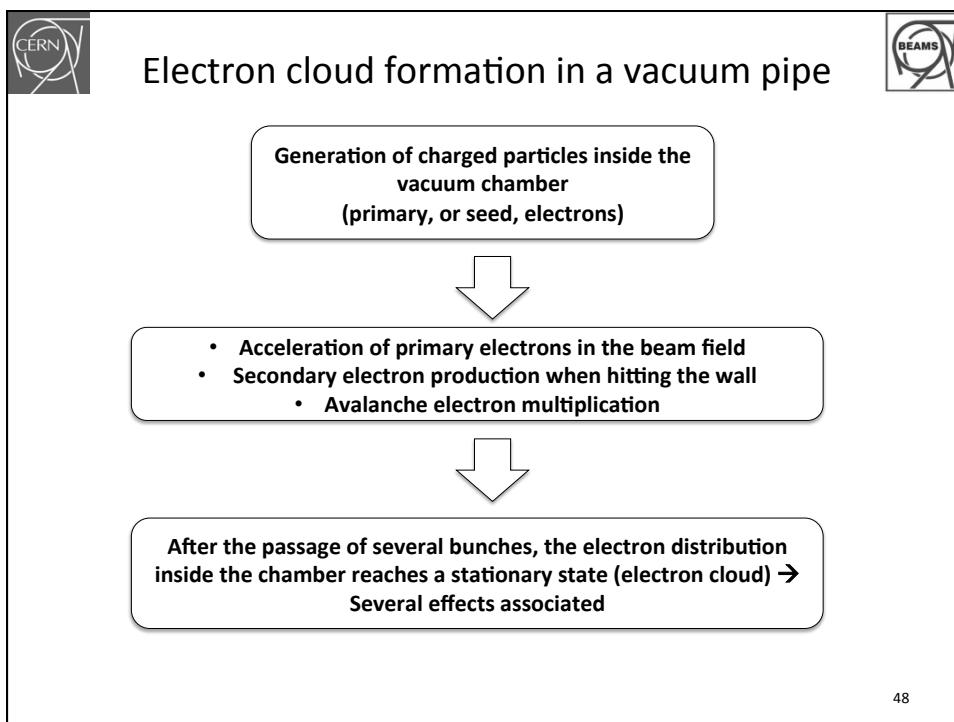 CERN
BEAMS
Electron cloud formation in a vacuum pipe
Generation of charged particles inside the
vacuum chamber
(primary, or seed, electrons)
• Acceleration of primary electrons in the beam field
• Secondary electron production when hitting the wall
• Avalanche electron multiplication
After the passage of several bunches, the electron distribution
inside the chamber reaches a stationary state (electron cloud) →
Several effects associated
48